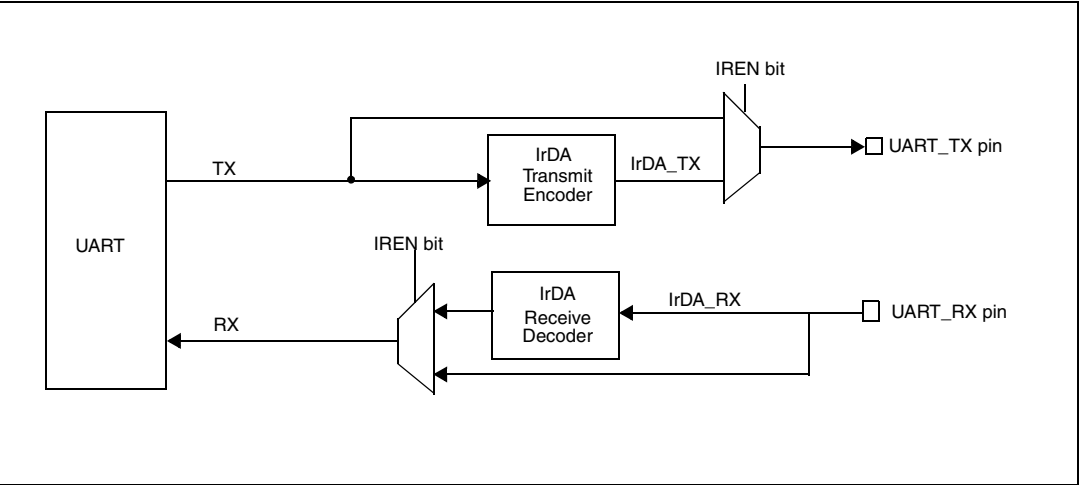 IREN bit
UART_TX pin
TX
IrDA
Transmit
Encoder
IrDA_TX
UART
IREN bit
IrDA
Receive
Decoder
IrDA_RX
UART_RX pin
RX